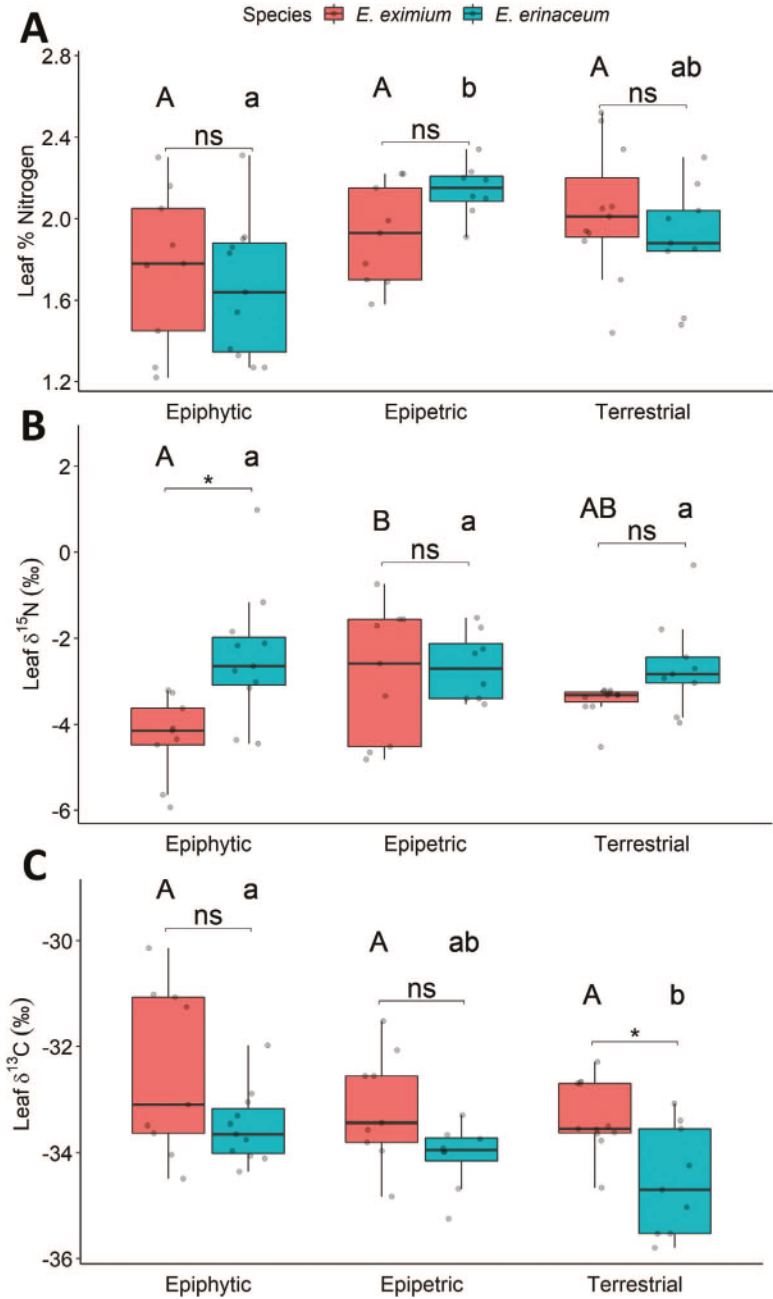 A
Species E. eximium E. erinaceum
Leaf % Nitrogen
2.8
2.4
2.0
1.6
1.2
A a A b A ab
ns ns ns
Epiphytic Epipetric Terrestrial
B
Leaf δ15N (‰)
2
0
-2
-4
-6
A a B a AB a
* ns ns
Epiphytic Epipetric Terrestrial
C
Leaf δ13C (‰)
-30
-32
-34
-36
A a A ab A b
ns ns *
Epiphytic Epipetric Terrestrial